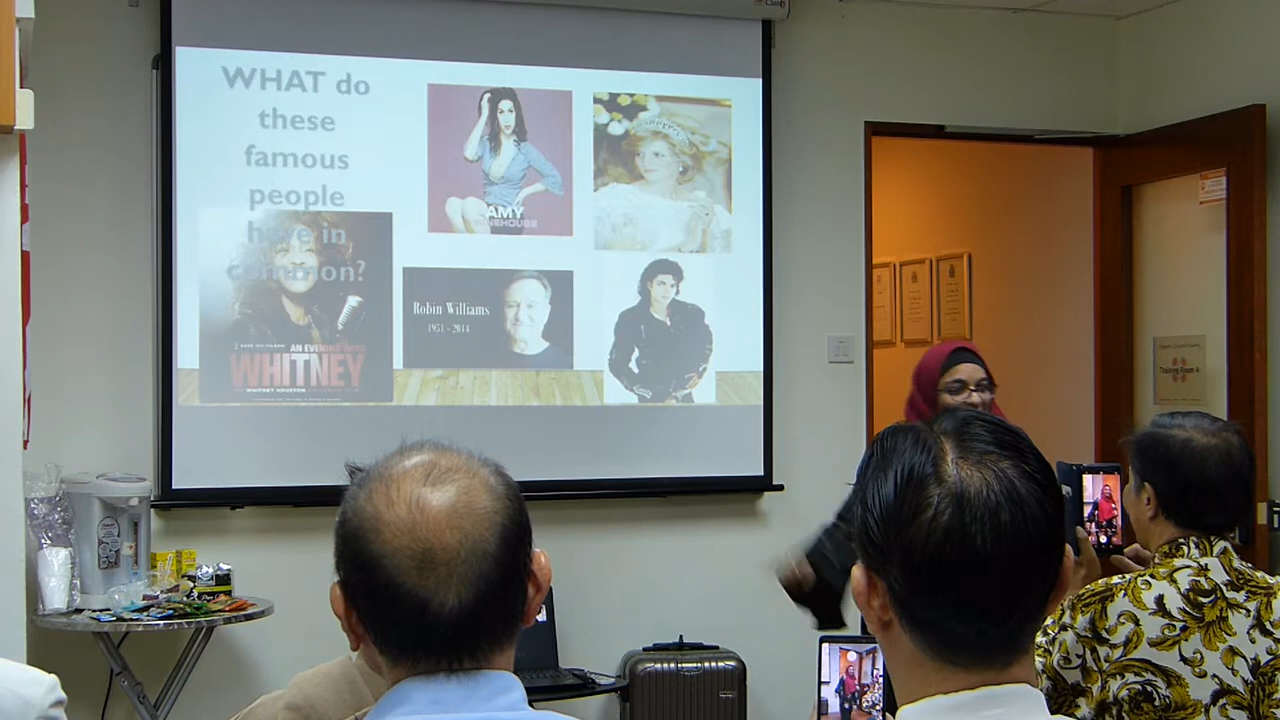 WHAT do
these
famous
people
have in
common?
AMY
WINEHOUSE
AN EVENING WITH
WHITNEY
WHITNEY HOUSTON
Robin Williams
1951 - 2014
Training Room 4